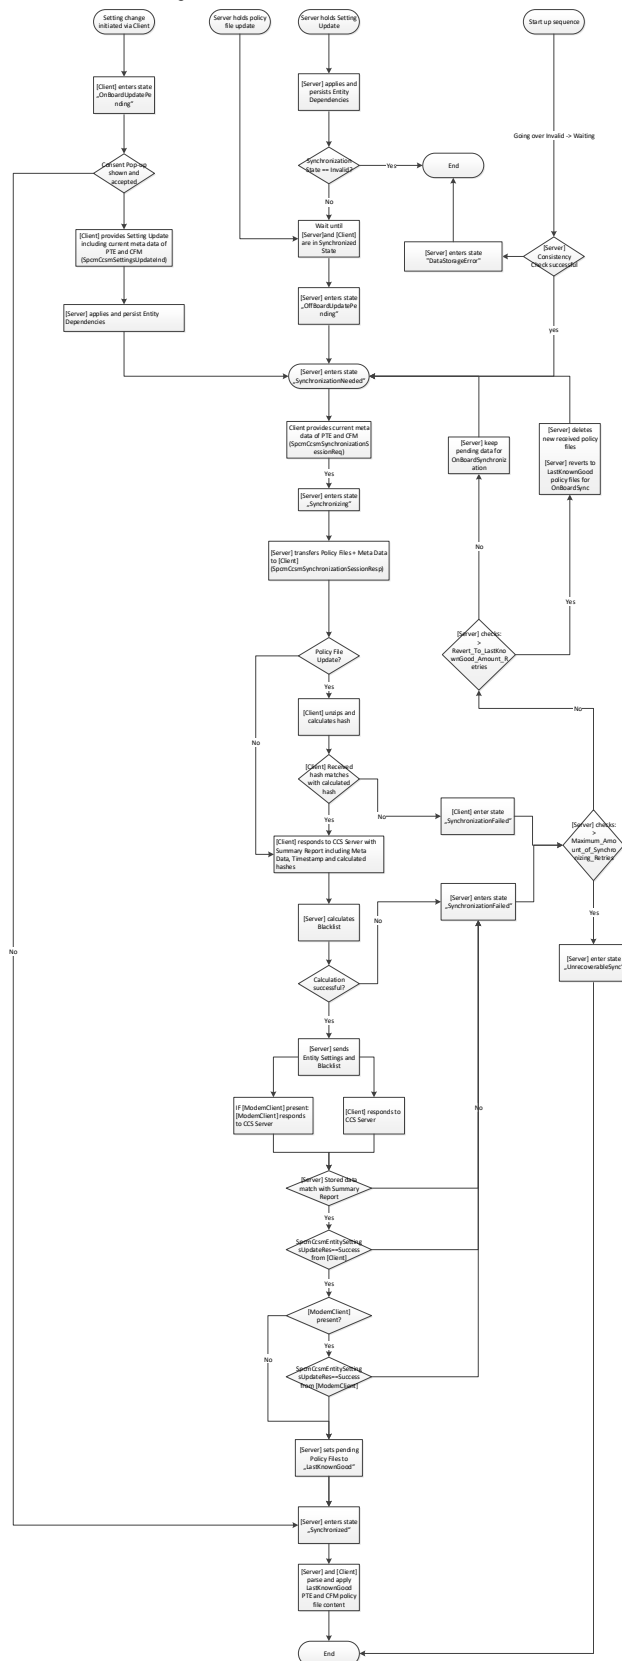 Setting change
initiated via Client
Server holds policy
file update
Server holds Setting
Update
Start up sequence
[Client] enters state
„OnBoardUpdatePe
nding“
[Server] applies and
persists Entity
Dependencies
Going over Invalid -> Waiting
Consent Pop-up
shown and
accepted
Synchronization
State == Invalid?
Yes
End
No
[Client] provides Setting Update
including current meta data of
PTE and CFM
(SpcmCcsmSettingsUpdateInd)
Wait until
[Server]and [Client]
are in Synchronized
State
[Server] enters state
"DataStorageError"
[Server]
Consistency
Check successful
[Server] applies and persist Entity
Dependencies
[Server] enters state
„OffBoardUpdatePe
nding“
yes
[Server] enters state
„SynchronizationNeeded“
Client provides current meta
data of PTE and CFM
(SpcmCcsmSynchronizationS
essionReq)
[Server] keep
pending data for
OnBoardSynchroniz
ation
[Server] deletes
new received policy
files
[Server] reverts to
LastKnownGood
policy files for
OnBoardSync
Yes
[Server] enters state
„Synchronizing“
[Server] transfers Policy Files + Meta Data
to [Client]
(SpcmCcsmSynchronizationSessionResp)
No
Yes
Policy File
Update?
[Server] checks:
>
Revert_To_LastKno
wnGood_Amount_R
etries
Yes
[Client] unzips and
calculates hash
No
No
[Client] Received
hash matches
with calculated
hash
No
Yes
[Client] enter state
„SynchronizationFailed“
[Server] checks:
>
Maximum_Amo
unt_of_Synchro
nizing_Retries
[Client] responds to CCS Server with
Summary Report including Meta
Data, Timestamp and calculated
hashes
[Server] enters state
„SynchronizationFailed“
[Server] calculates
Blacklist
No
Yes
No
[Server] enter state
„UnrecoverableSync“
Calculation
successful?
Yes
[Server] sends
Entity Settings and
Blacklist
IF [ModemClient] present:
[ModemClient] responds
to CCS Server
[Client] responds to
CCS Server
No
[Server] Stored data
match with Summary
Report
Yes
SpcmCcsmEntitySetting
sUpdateRes==Success
from [Client]
Yes
[ModemClient]
present?
No
Yes
SpcmCcsmEntitySetting
sUpdateRes==Success
from [ModemClient]
[Server] sets pending
Policy Files to
„LastKnownGood“
[Server] enters state
„Synchronized“
[Server] and [Client]
parse and apply
LastKnownGood
PTE and CFM policy
file content
End